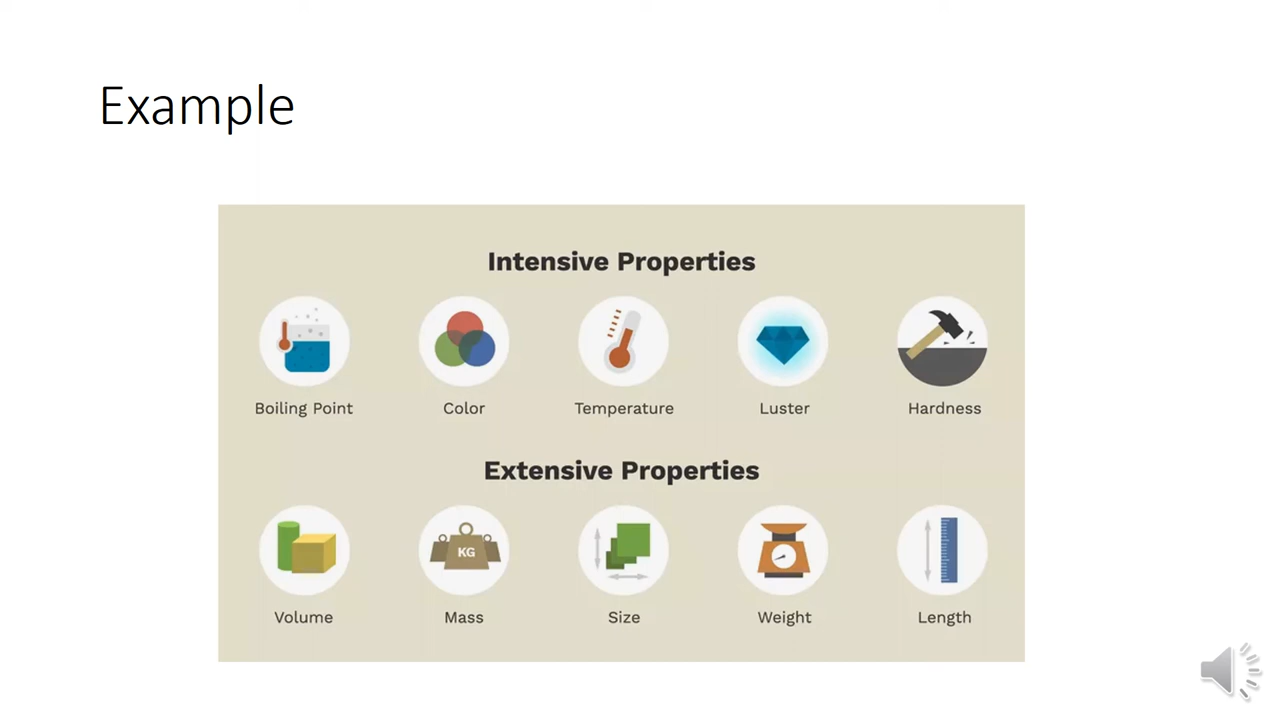 Example
Intensive Properties
Boiling Point Color Temperature Luster Hardness
Extensive Properties
KG
Volume Mass Size Weight Length